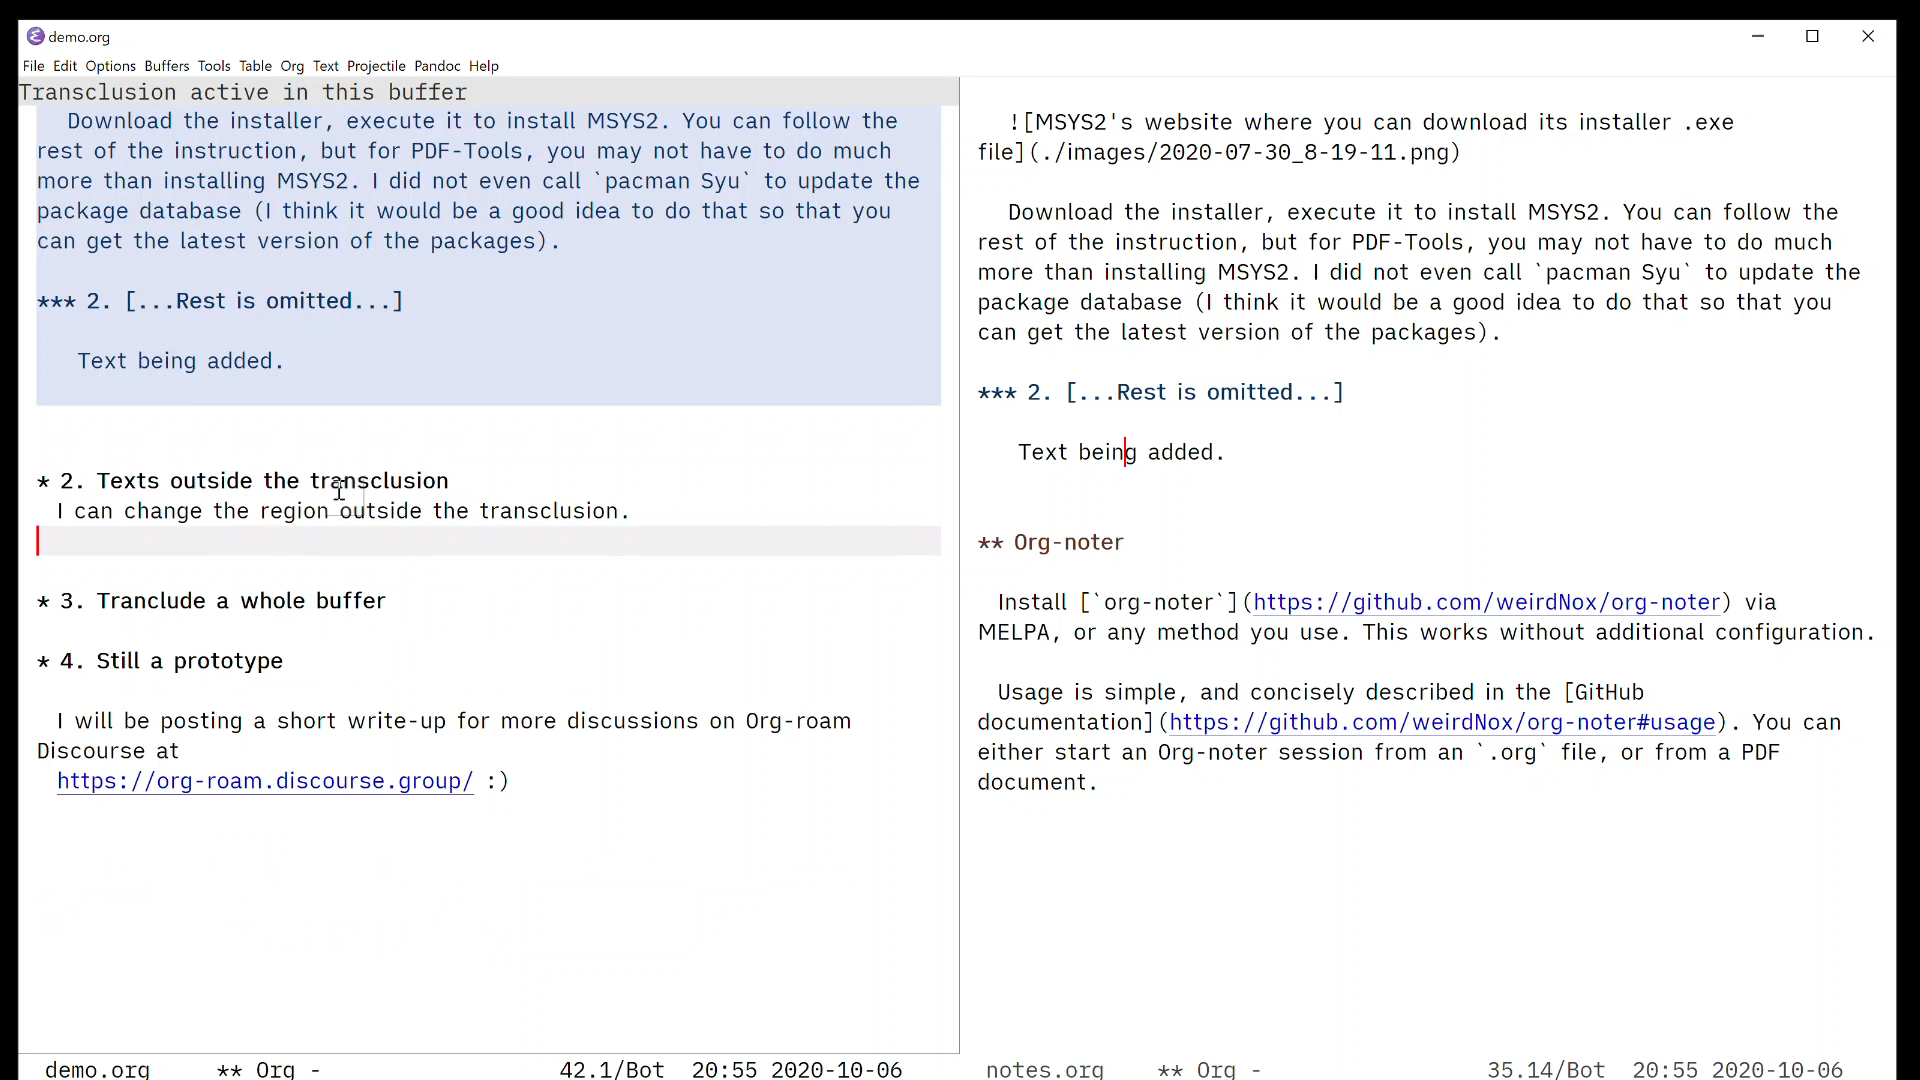 demo.org
File Edit Options Buffers Tools Table Org Text Projectile Pandoc Help
Transclusion active in this buffer
Download the installer, execute it to install MSYS2. You can follow the
rest of the instruction, but for PDF-Tools, you may not have to do much
more than installing MSYS2. I did not even call `pacman Syu` to update the
package database (I think it would be a good idea to do that so that you
can get the latest version of the packages).
*** 2. [...Rest is omitted...]
Text being added.
* 2. Texts outside the transclusion
I can change the region outside the transclusion.
* 3. Tranclude a whole buffer
* 4. Still a prototype
I will be posting a short write-up for more discussions on Org-roam
Discourse at
https://org-roam.discourse.group/ :)
demo.org ** Org - 42.1/Bot 20:55 2020-10-06
![MSYS2's website where you can download its installer .exe
file](./images/2020-07-30_8-19-11.png)
Download the installer, execute it to install MSYS2. You can follow the
rest of the instruction, but for PDF-Tools, you may not have to do much
more than installing MSYS2. I did not even call `pacman Syu` to update the
package database (I think it would be a good idea to do that so that you
can get the latest version of the packages).
*** 2. [...Rest is omitted...]
Text being added.
** Org-noter
Install [`org-noter`](https://github.com/weirdNox/org-noter) via
MELPA, or any method you use. This works without additional configuration.
Usage is simple, and concisely described in the [GitHub
documentation](https://github.com/weirdNox/org-noter#usage). You can
either start an Org-noter session from an `.org` file, or from a PDF
document.
notes.org ** Org - 35.14/Bot 20:55 2020-10-06